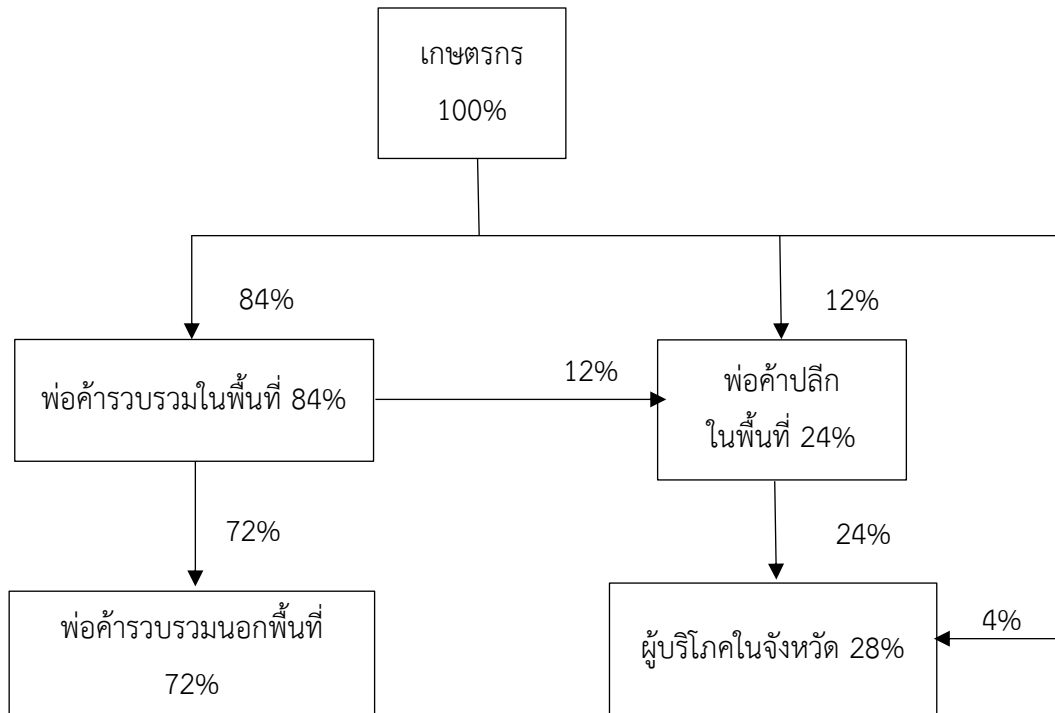 เกษตรกร
100%
84%
12%
พ่อค้ารวบรวมในพื้นที่ 84%
12%
พ่อค้าปลีก
ในพื้นที่ 24%
72%
24%
พ่อค้ารวบรวมนอกพื้นที่
72%
ผู้บริโภคในจังหวัด 28%
4%